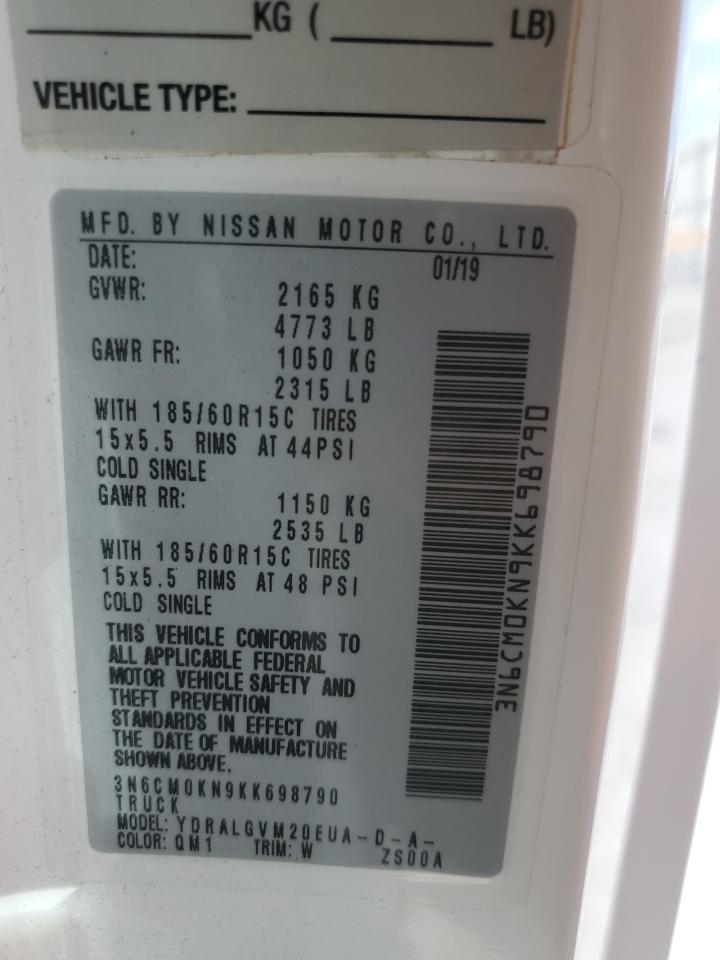 KG ( LB)
VEHICLE TYPE:
MFD. BY NISSAN MOTOR CO., LTD.
DATE: 01/19
GVWR: 2165 KG
4773 LB
GAWR FR: 1050 KG
2315 LB
WITH 185/60R15C TIRES
15x5.5 RIMS AT 44PSI
COLD SINGLE
GAWR RR: 1150 KG
2535 LB
WITH 185/60R15C TIRES
15x5.5 RIMS AT 48 PSI
COLD SINGLE
THIS VEHICLE CONFORMS TO
ALL APPLICABLE FEDERAL
MOTOR VEHICLE SAFETY AND
THEFT PREVENTION
STANDARDS IN EFFECT ON
THE DATE OF MANUFACTURE
SHOWN ABOVE.
3N6CM0KN9KK698790
TRUCK
MODEL: YDRALGVM20EUA-D-A-
COLOR: QM1 TRIM: W ZS00A
3N6CM0KN9KK698790